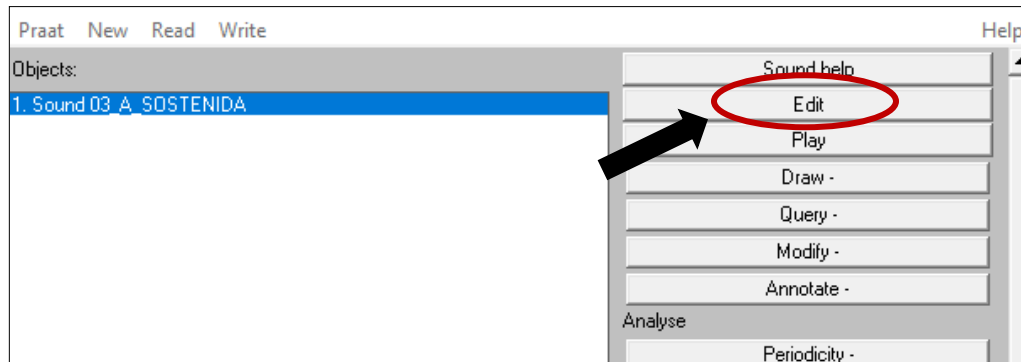 Praat New Read Write Help
Objects:
1. Sound 03_A_SOSTENIDA
Sound help
Edit
Play
Draw -
Query -
Modify -
Annotate -
Analyse
Periodicity -